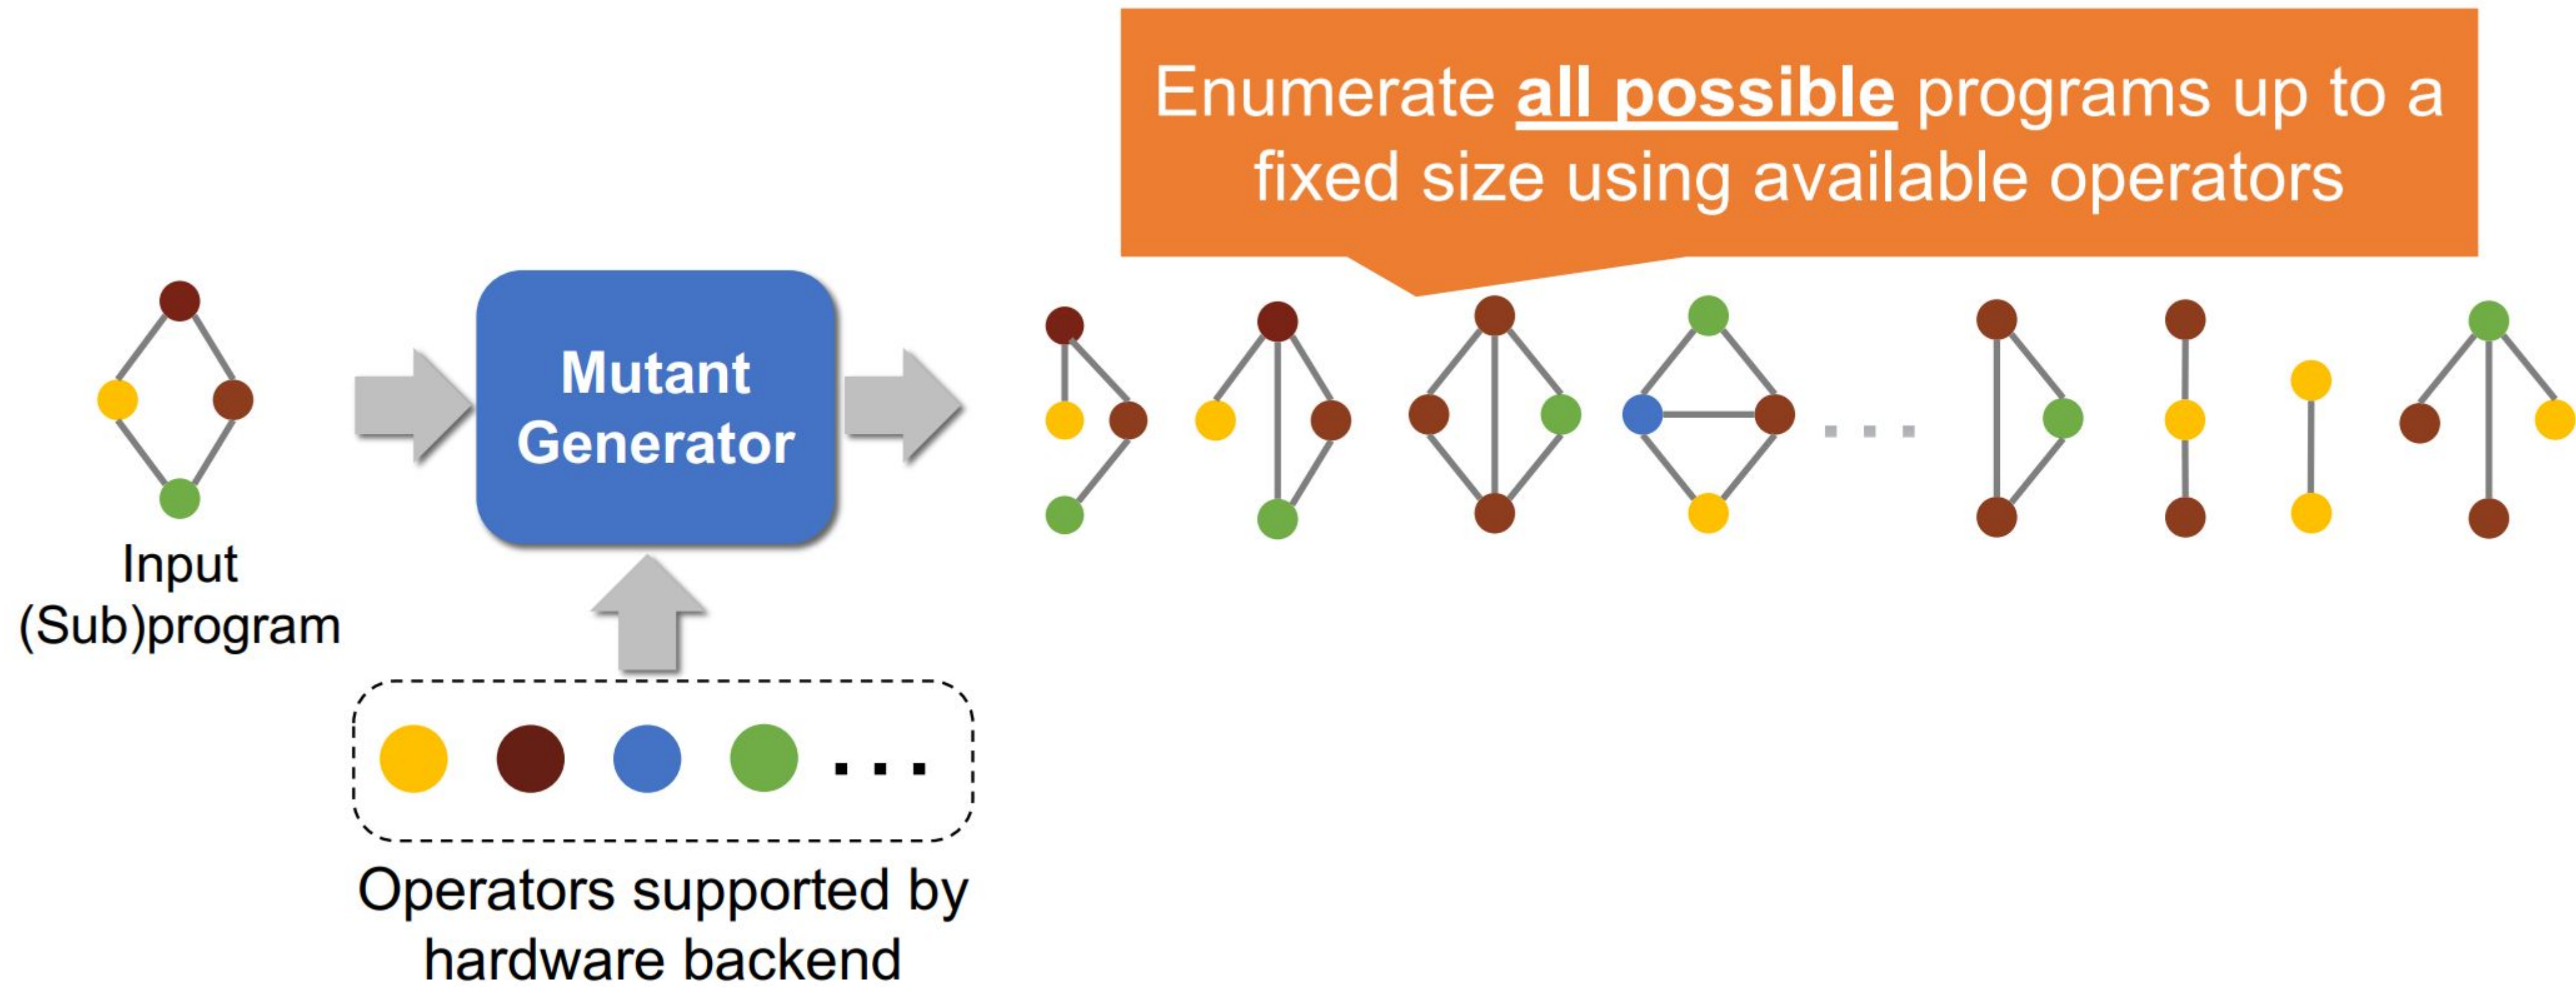 Enumerate all possible programs up to a
fixed size using available operators
Mutant
Generator
Input
(Sub)program
...
...
Operators supported by
hardware backend